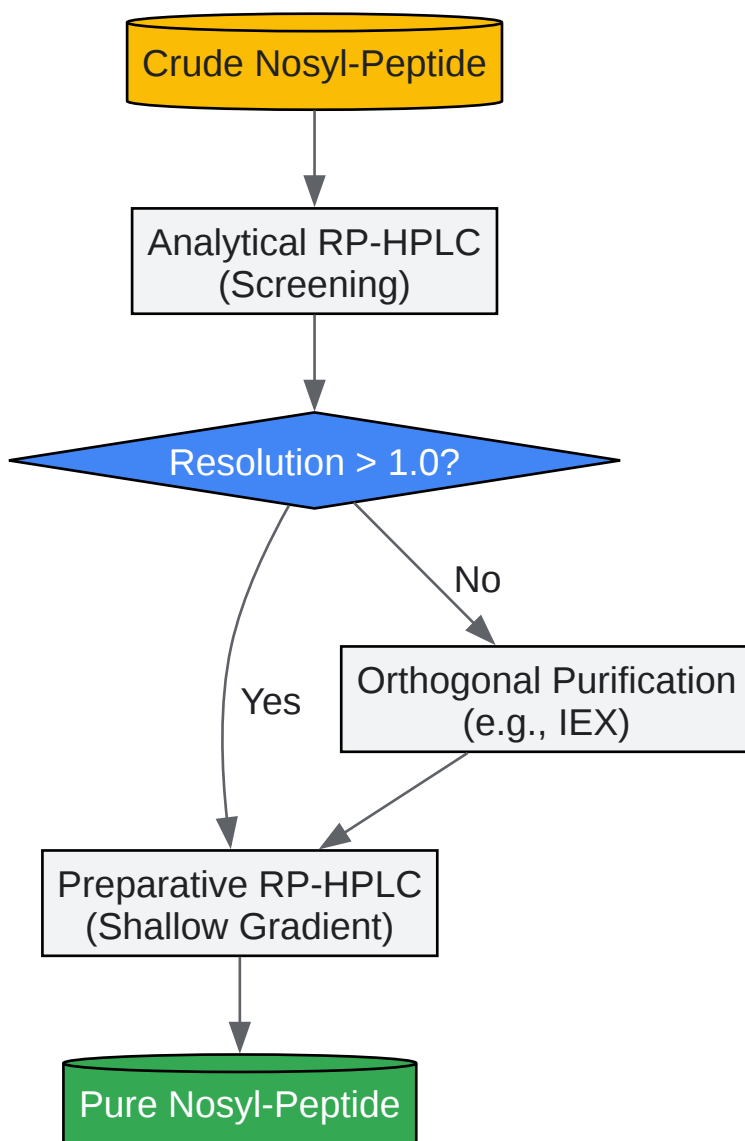 Crude Nosyl-Peptide
Analytical RP-HPLC
(Screening)
Resolution > 1.0?
No
Orthogonal Purification
(e.g., IEX)
Yes
Preparative RP-HPLC
(Shallow Gradient)
Pure Nosyl-Peptide